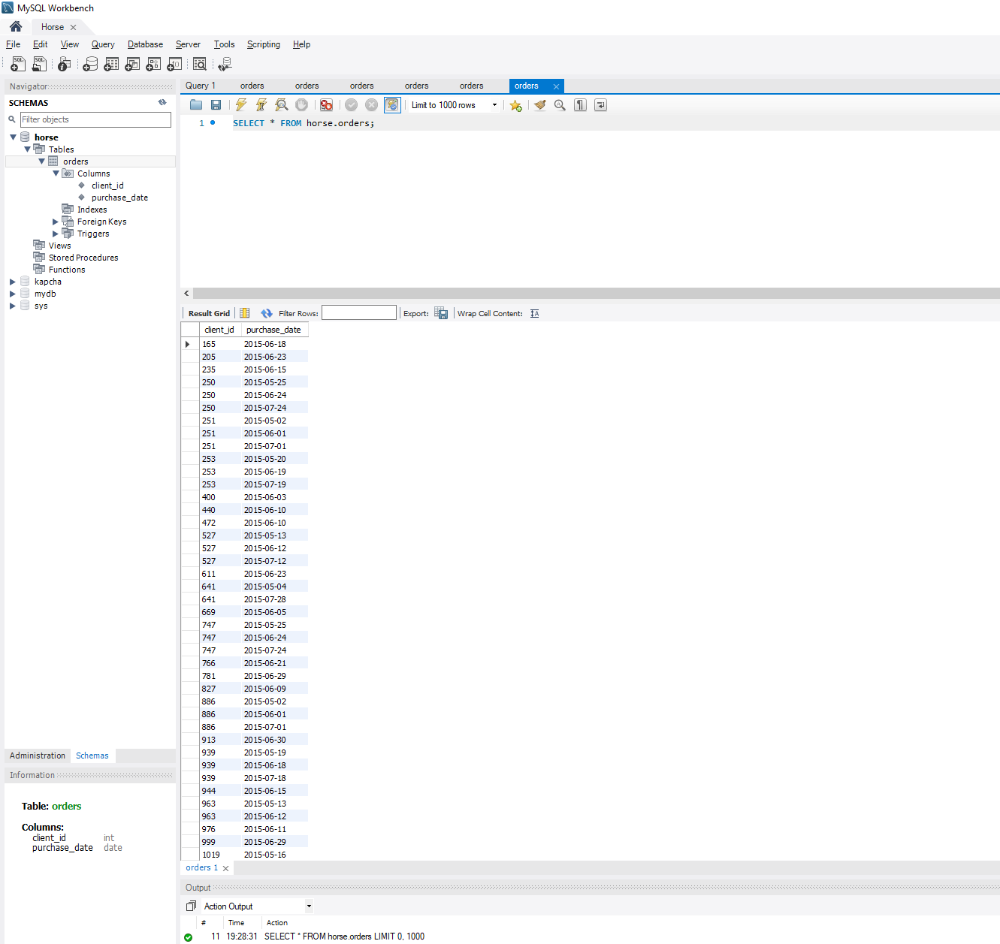 MySQL Workbench
Horse
File Edit View Query Database Server Tools Scripting Help
Navigator
SCHEMAS
Filter objects
horse
Tables
orders
Columns
client_id
purchase_date
Indexes
Foreign Keys
Triggers
Views
Stored Procedures
Functions
kapcha
mydb
sys
Administration Schemas
Information
Table: orders
Columns:
client_id int
purchase_date date
Query 1 orders orders orders orders orders orders
Limit to 1000 rows
1 SELECT * FROM horse.orders;
Result Grid Filter Rows: Export: Wrap Cell Content:
client_id purchase_date
165 2015-06-18
205 2015-06-23
235 2015-06-15
250 2015-05-25
250 2015-06-24
250 2015-07-24
251 2015-05-02
251 2015-06-01
251 2015-07-01
253 2015-05-20
253 2015-06-19
253 2015-07-19
400 2015-06-03
440 2015-06-10
472 2015-06-10
527 2015-05-13
527 2015-06-12
527 2015-07-12
611 2015-06-23
641 2015-05-04
641 2015-07-28
669 2015-06-05
747 2015-05-25
747 2015-06-24
747 2015-07-24
766 2015-06-21
781 2015-06-29
827 2015-06-09
886 2015-05-02
886 2015-06-01
886 2015-07-01
913 2015-06-30
939 2015-05-19
939 2015-06-18
939 2015-07-18
944 2015-06-15
963 2015-05-13
963 2015-06-12
976 2015-06-11
999 2015-06-29
1019 2015-05-16
orders 1
Output
Action Output
# Time Action
11 19:28:31 SELECT * FROM horse.orders LIMIT 0, 1000